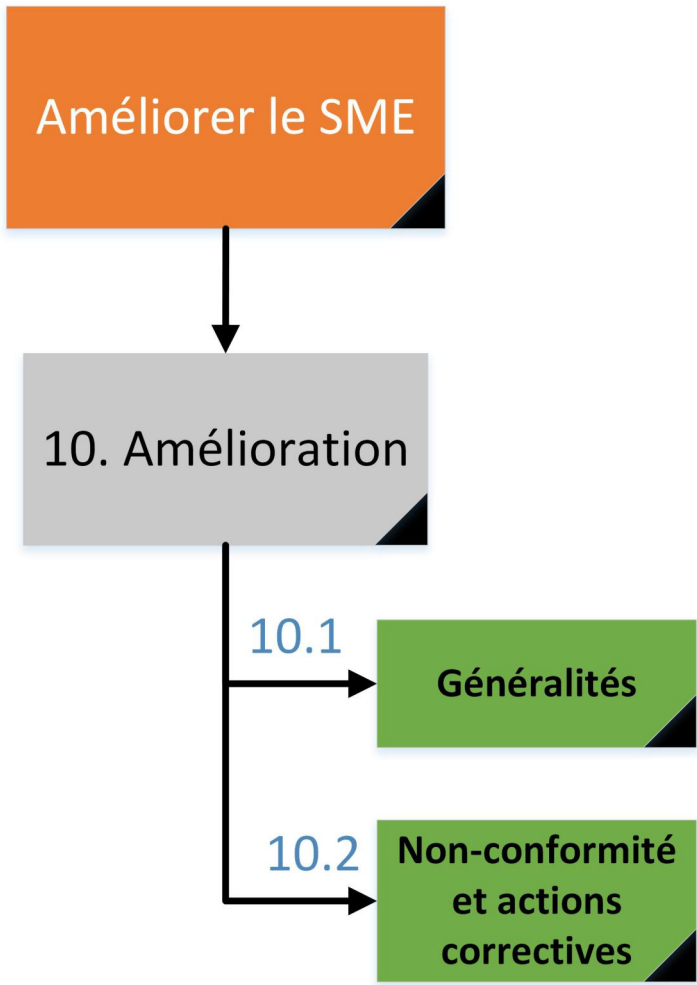 Améliorer le SME
10. Amélioration
10.1
Généralités
10.2
Non-conformité
et actions
correctives